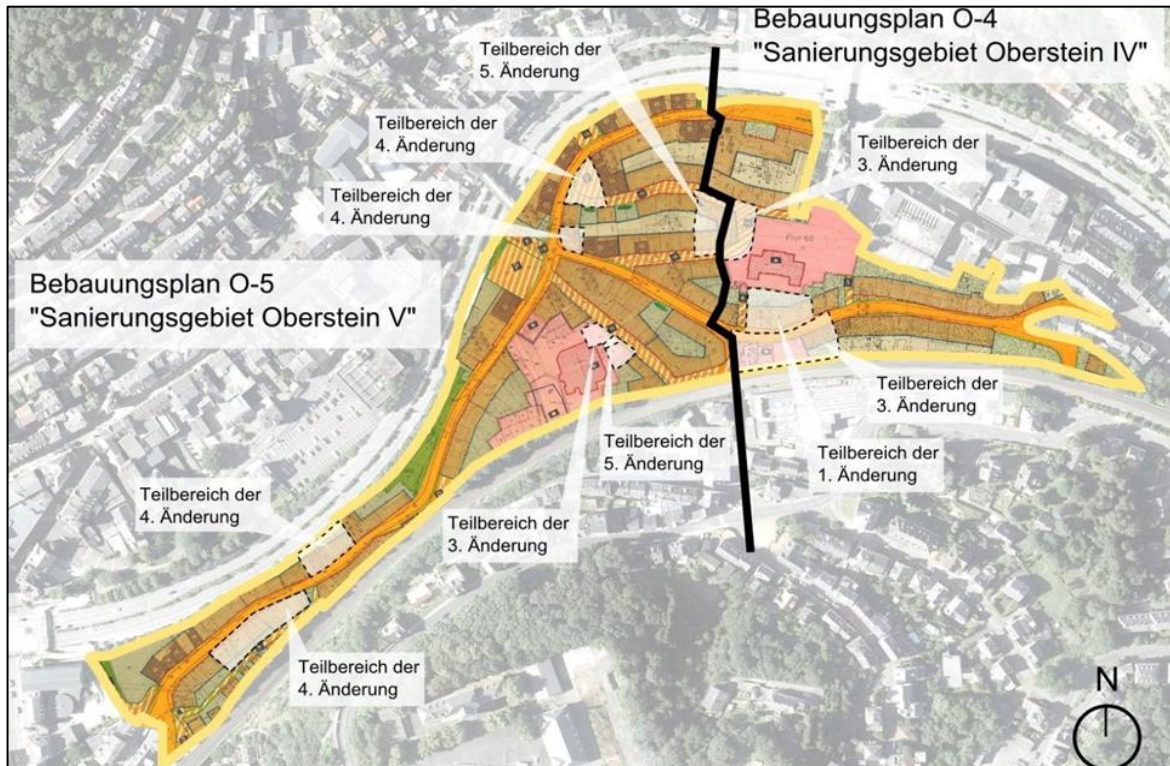 Bebauungsplan O-4
"Sanierungsgebiet Oberstein IV"
Teilbereich der
5. Änderung
Teilbereich der
4. Änderung
Teilbereich der
3. Änderung
Teilbereich der
4. Änderung
Flur 60
Bebauungsplan O-5
"Sanierungsgebiet Oberstein V"
Teilbereich der
3. Änderung
Teilbereich der
5. Änderung
Teilbereich der
1. Änderung
Teilbereich der
4. Änderung
Teilbereich der
3. Änderung
Teilbereich der
4. Änderung
N